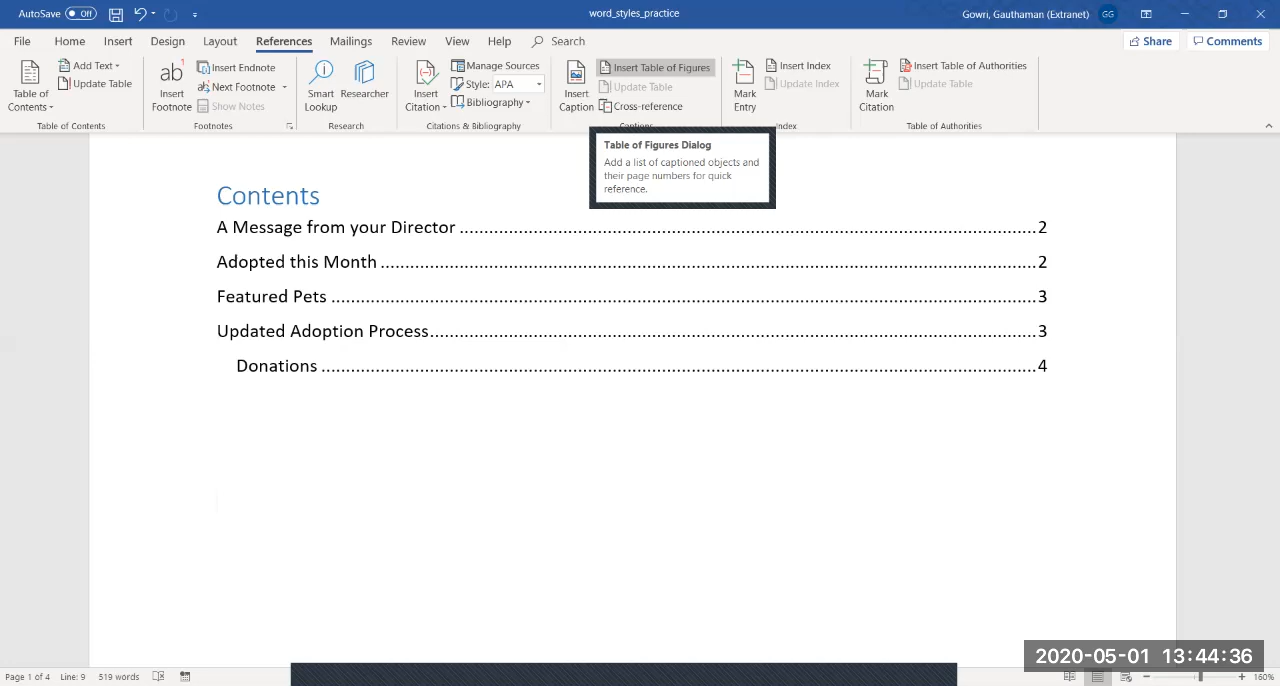 AutoSave Off word_styles_practice Gowri, Gauthaman (Extranet) GG
File Home Insert Design Layout References Mailings Review View Help Search Share Comments
Table of Contents
Add Text
Update Table
Table of Contents
ab 1
Insert Footnote
Insert Endnote
Next Footnote
Show Notes
Footnotes
Smart Lookup
Researcher
Research
Insert Citation
Manage Sources
Style: APA
Bibliography
Citations & Bibliography
Insert Caption
Insert Table of Figures
Update Table
Cross-reference
Captions
Mark Entry
Insert Index
Update Index
Index
Mark Citation
Insert Table of Authorities
Update Table
Table of Authorities
Table of Figures Dialog
Add a list of captioned objects and
their page numbers for quick
reference.
Contents
A Message from your Director ........................ 2
Adopted this Month ........................ 2
Featured Pets ........................ 3
Updated Adoption Process ........................ 3
Donations ........................ 4
2020-05-01 13:44:36
Page 1 of 4 Line: 9 519 words 160%